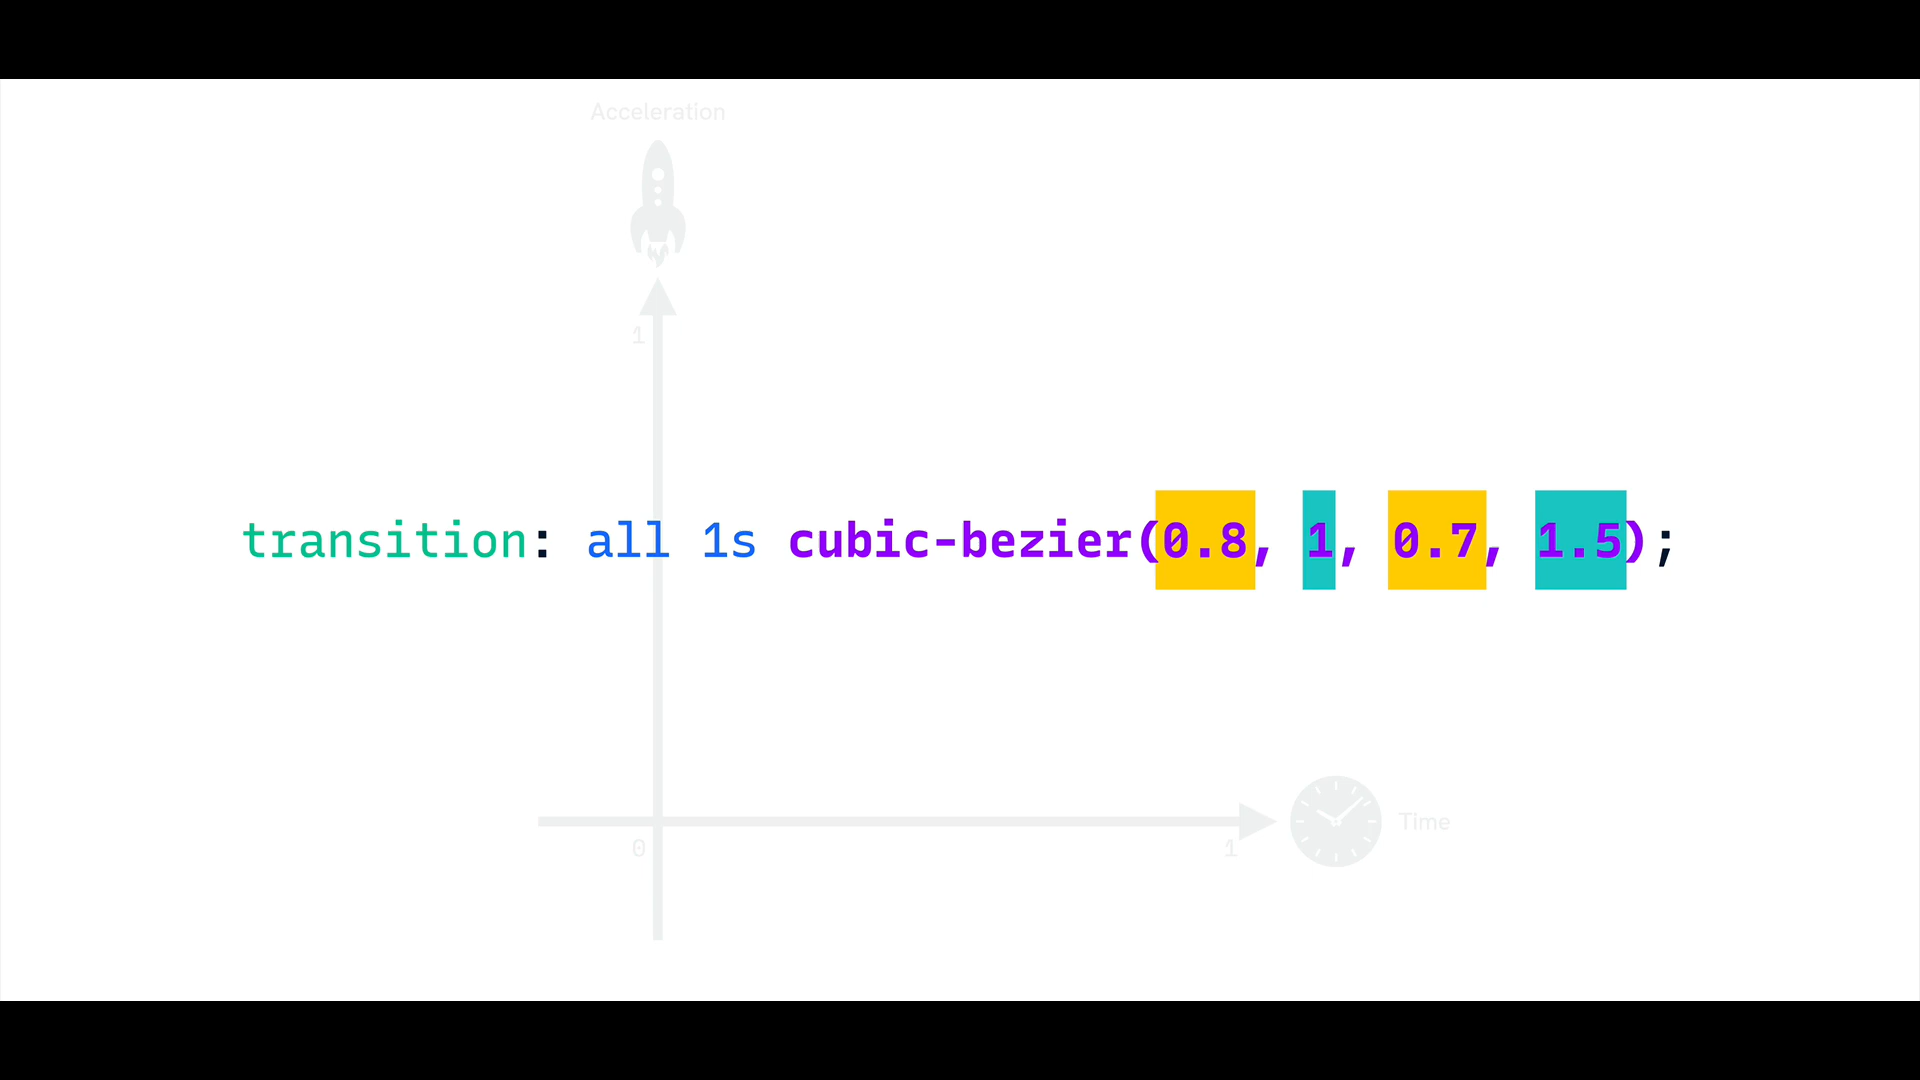 Acceleration
1
transition: all 1s cubic-bezier(0.8, 1, 0.7, 1.5);
Time
0 1